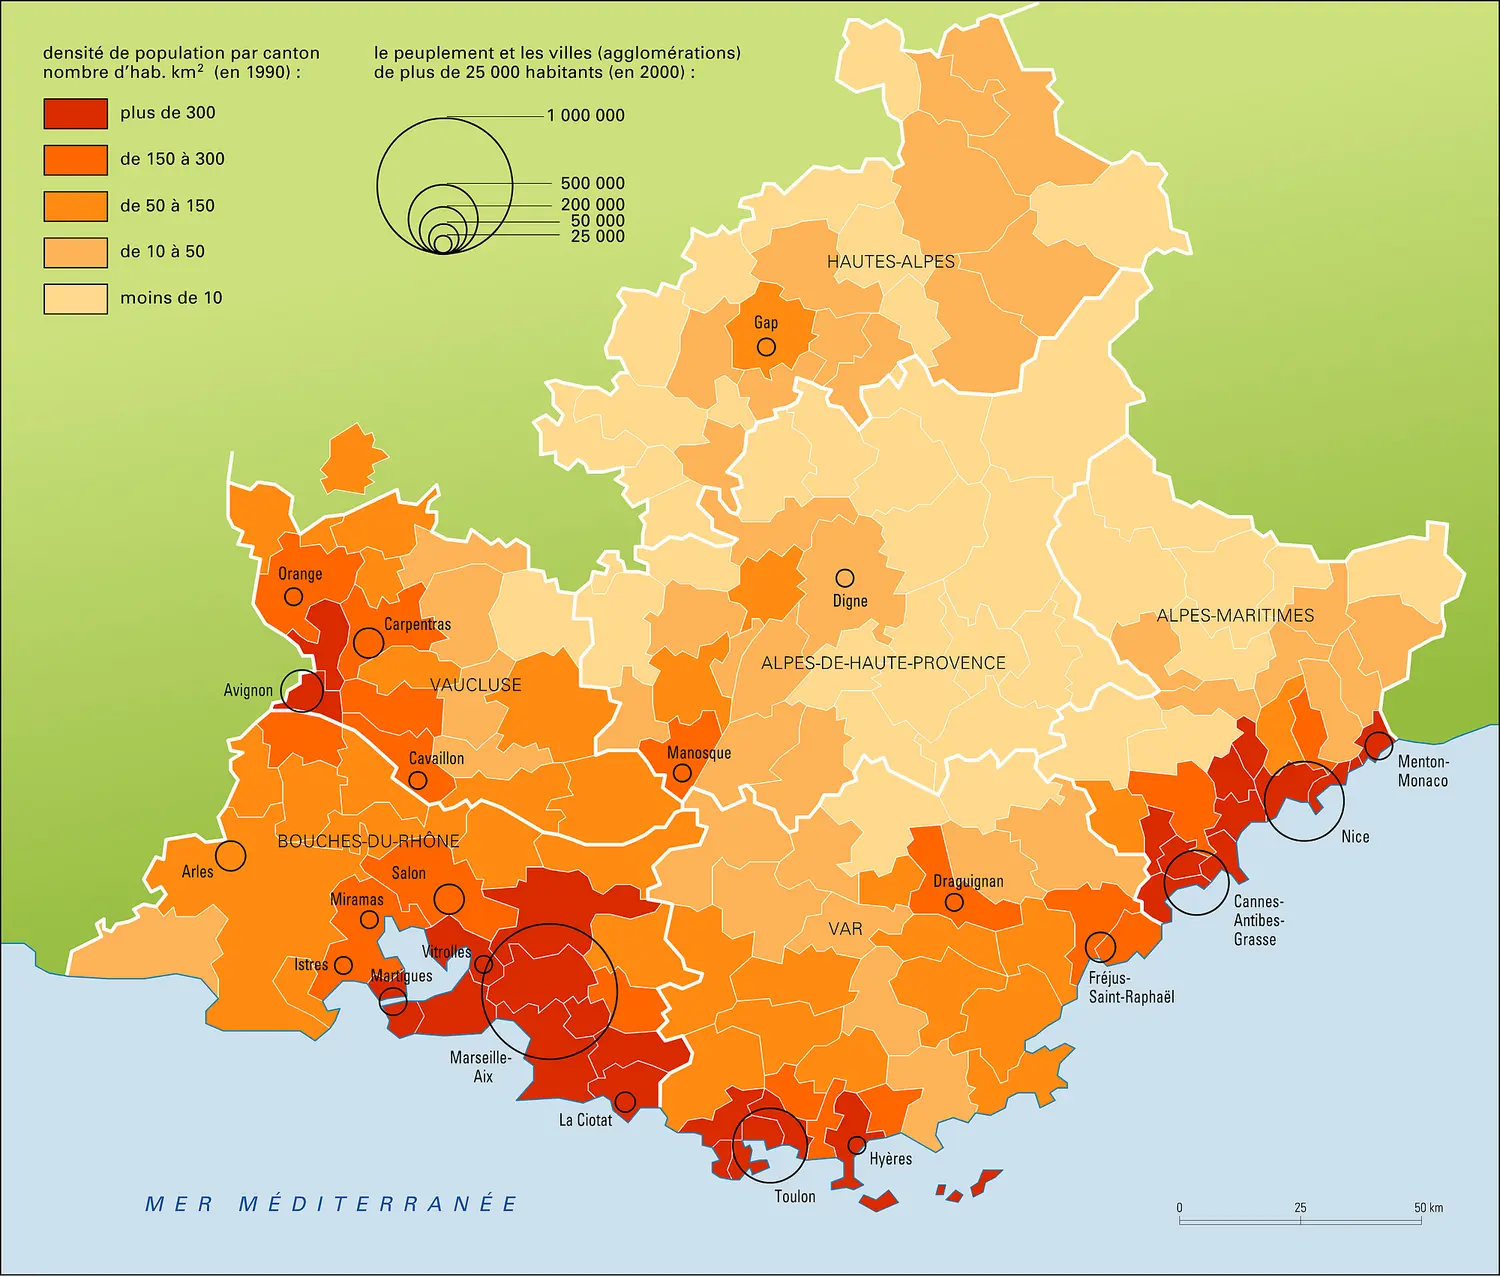 densité de population par canton
nombre d'hab. km² (en 1990) :
plus de 300
de 150 à 300
de 50 à 150
de 10 à 50
moins de 10
le peuplement et les villes (agglomérations)
de plus de 25 000 habitants (en 2000) :
1 000 000
500 000
200 000
50 000
25 000
HAUTES-ALPES
Gap
Orange
Carpentras
Avignon
VAUCLUSE
Cavaillon
Digne
ALPES-DE-HAUTE-PROVENCE
Manosque
ALPES-MARITIMES
Menton-
Monaco
Nice
Cannes-
Antibes-
Grasse
BOUCHES-DU-RHÔNE
Arles
Salon
Miramas
Istres
Vitrolles
Martigues
Marseille-
Aix
La Ciotat
Draguignan
VAR
Fréjus-
Saint-Raphaël
Hyères
Toulon
MER MÉDITERRANÉE
0 25 50 km